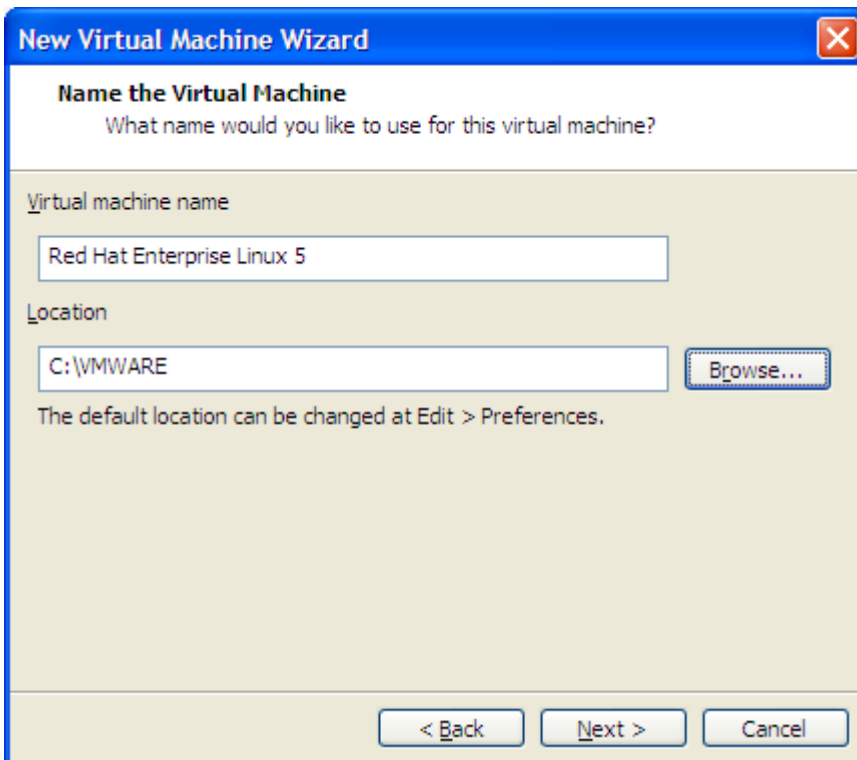 New Virtual Machine Wizard
Name the Virtual Machine
What name would you like to use for this virtual machine?
Virtual machine name
Red Hat Enterprise Linux 5
Location
C:\VMWARE
Browse...
The default location can be changed at Edit > Preferences.
< Back Next > Cancel